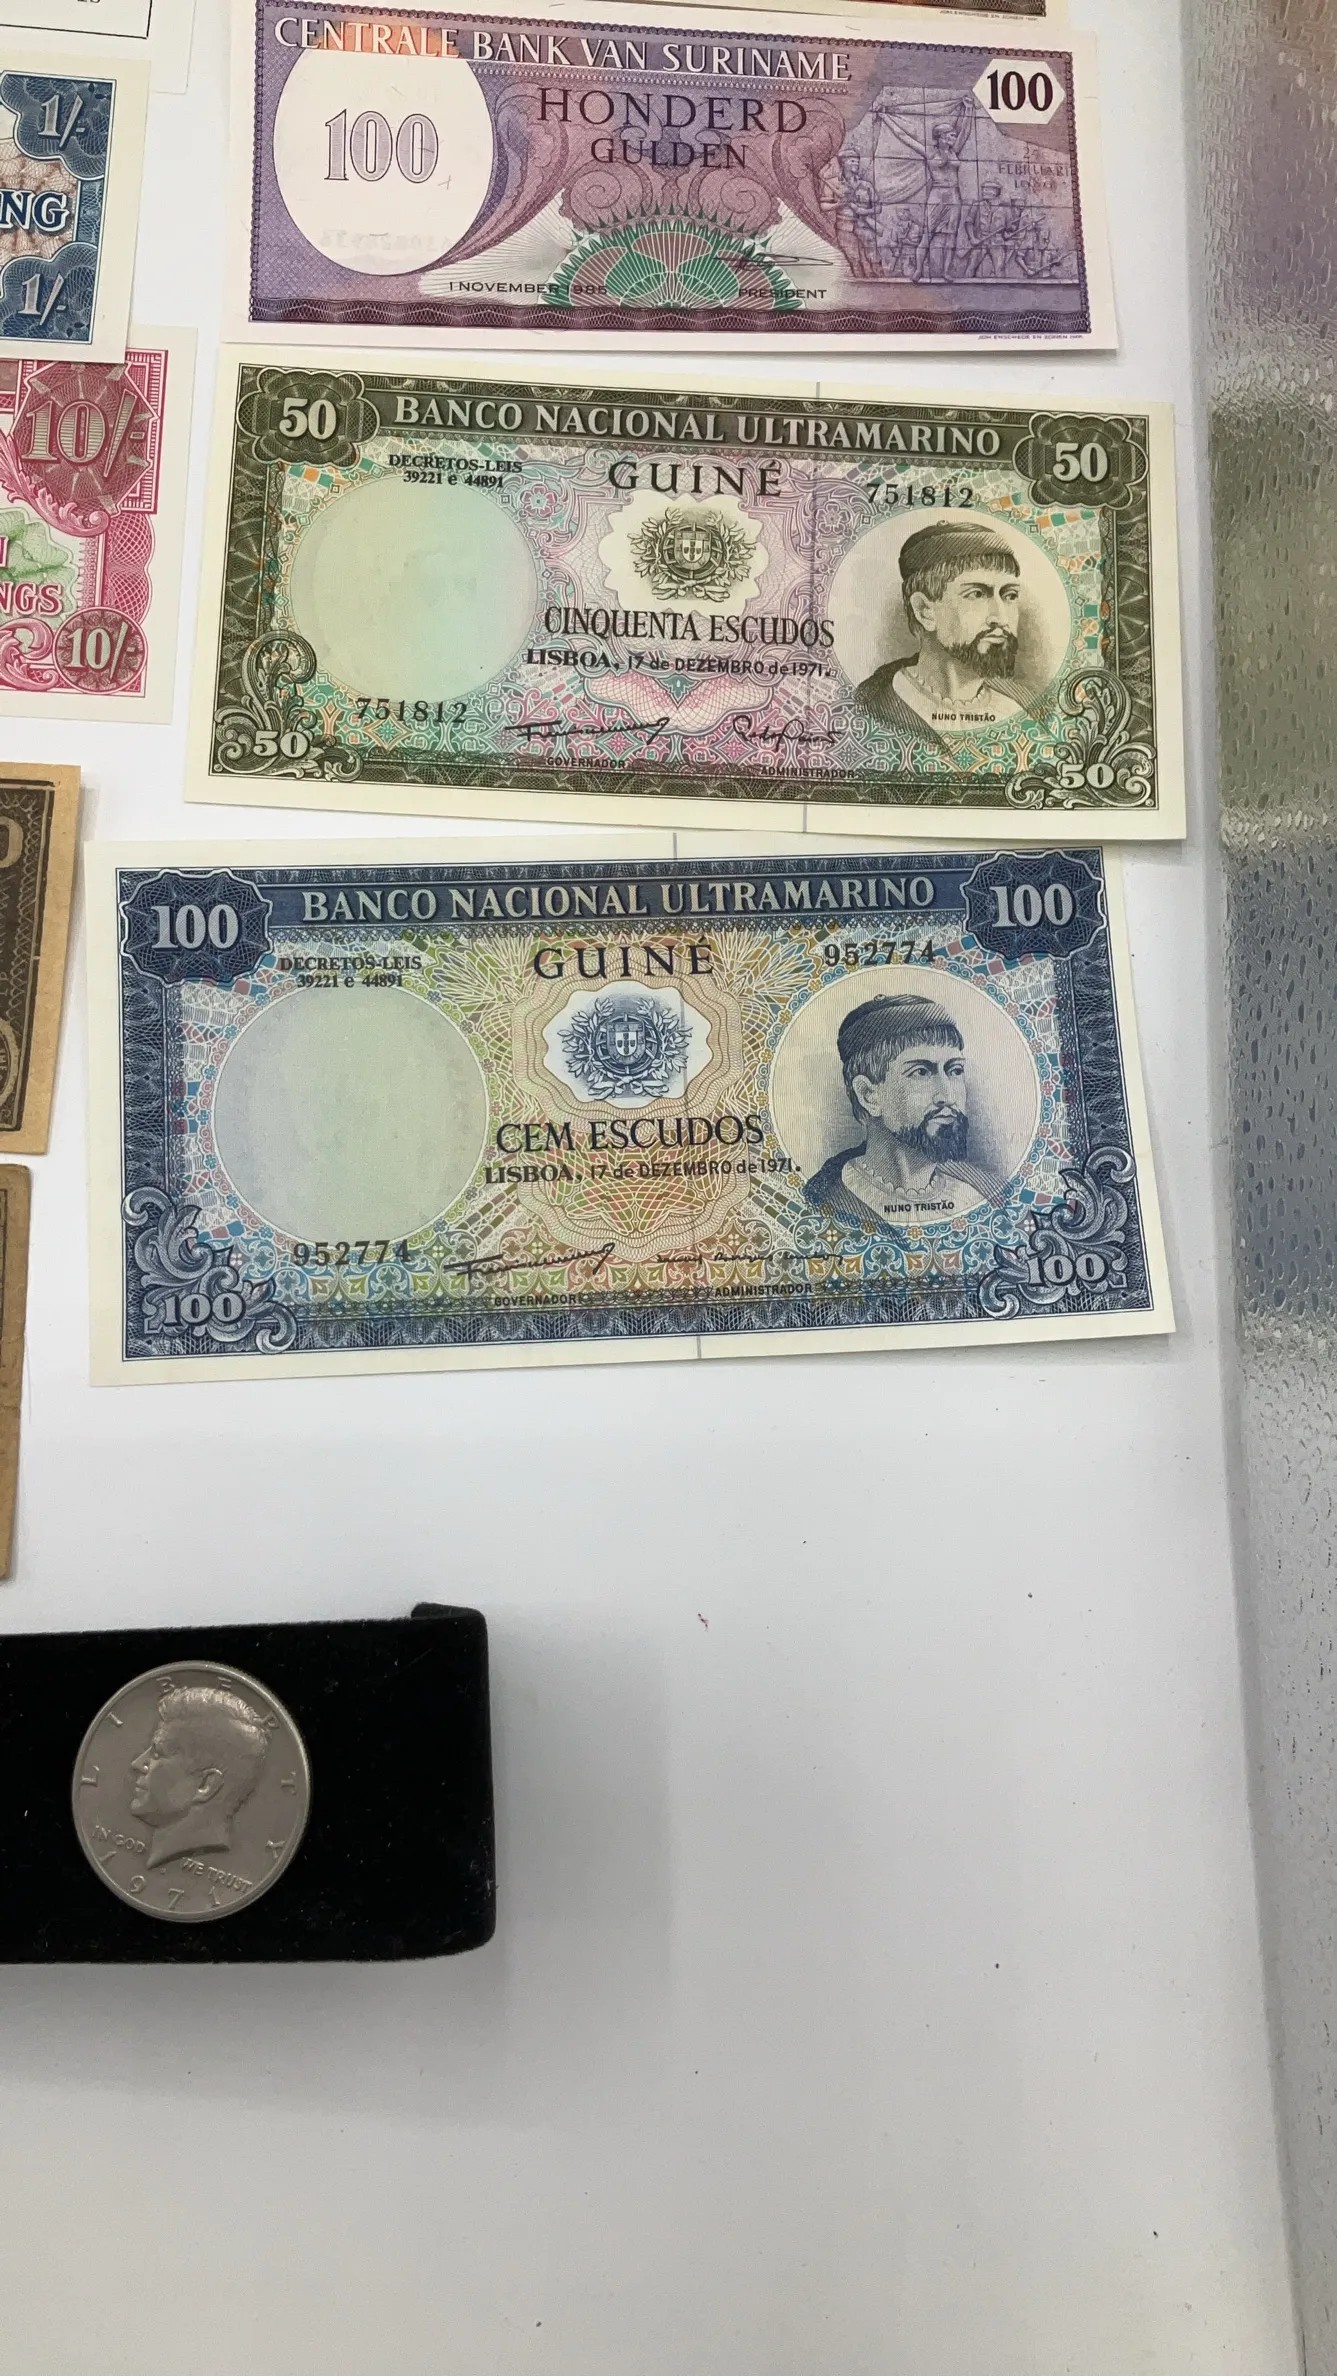 CENTRALE BANK VAN SURINAME
100
100
HONDERD
GULDEN
FEBRUARI
1 NOVEMBER 1985
PRESIDENT
1/-
NG
1/-
10/-
NGS
10/-
50
BANCO NACIONAL ULTRAMARINO
50
DECRETOS-LEIS
39221 e 44891
GUINÉ
751812
CINQUENTA ESCUDOS
LISBOA, 17 de DEZEMBRO de 1971.
NUNO TRISTÃO
751812
GOVERNADOR
ADMINISTRADOR
50
50
100
BANCO NACIONAL ULTRAMARINO
100
DECRETOS-LEIS
39221 e 44891
GUINÉ
952774
CEM ESCUDOS
LISBOA, 17 de DEZEMBRO de 1971.
NUNO TRISTÃO
952774
GOVERNADOR
ADMINISTRADOR
100
100
LIBERTY
IN GOD WE TRUST
1971